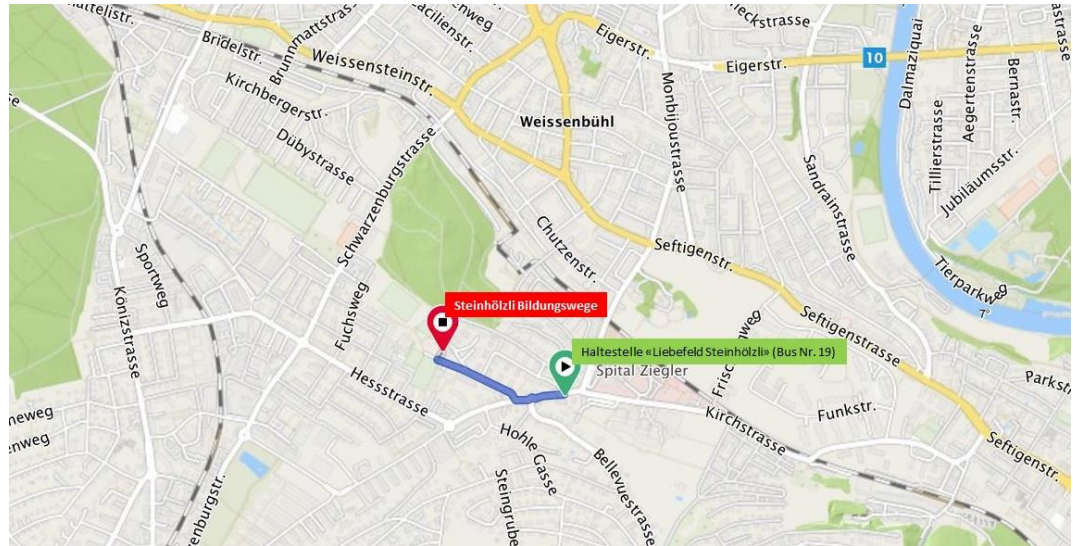 Brunnmattstrasse
Bridelstr.
Weissensteinstr.
Kirchbergerstr.
Dübystrasse
Schwarzenburgstrasse
Eigerstr.
Eigerstr.
10
Weissenbühl
Monbijoustrasse
Dalmaziquai
Tillierstrasse
Aegertenstrasse
Bernastr.
Jubiläumsstr.
Sandrainstrasse
Tierparkweg
7°
Chutzenstr.
Seftigenstr.
Seftigenstrasse
Seftigenstr.
Sportweg
Könizstrasse
Fuchsweg
Hessstrasse
Steinhölzli Bildungswege
Haltestelle «Liebefeld Steinhölzli» (Bus Nr. 19)
Spital Ziegler
Kirchstrasse
Funkstr.
Hohle Gasse
Bellevuestrasse